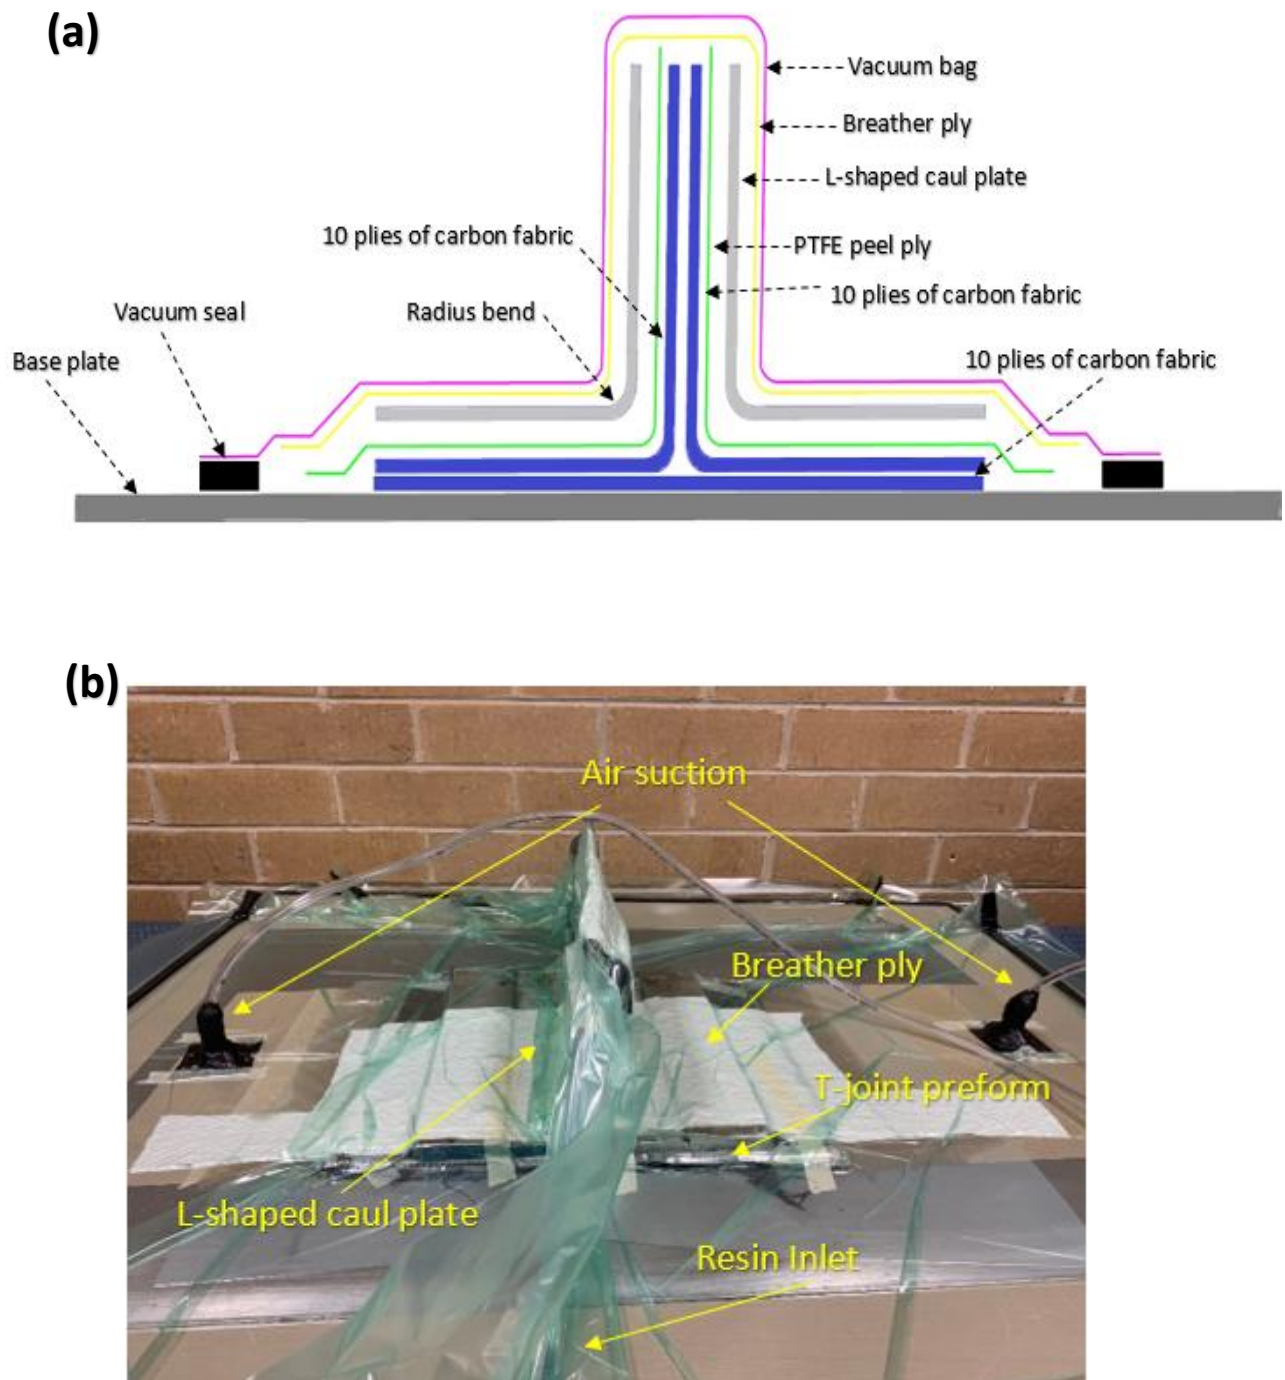 (a)
Vacuum bag
Breather ply
L-shaped caul plate
10 plies of carbon fabric
PTFE peel ply
10 plies of carbon fabric
Vacuum seal
Radius bend
Base plate
10 plies of carbon fabric
(b)
Air suction
Breather ply
T-joint preform
L-shaped caul plate
Resin Inlet